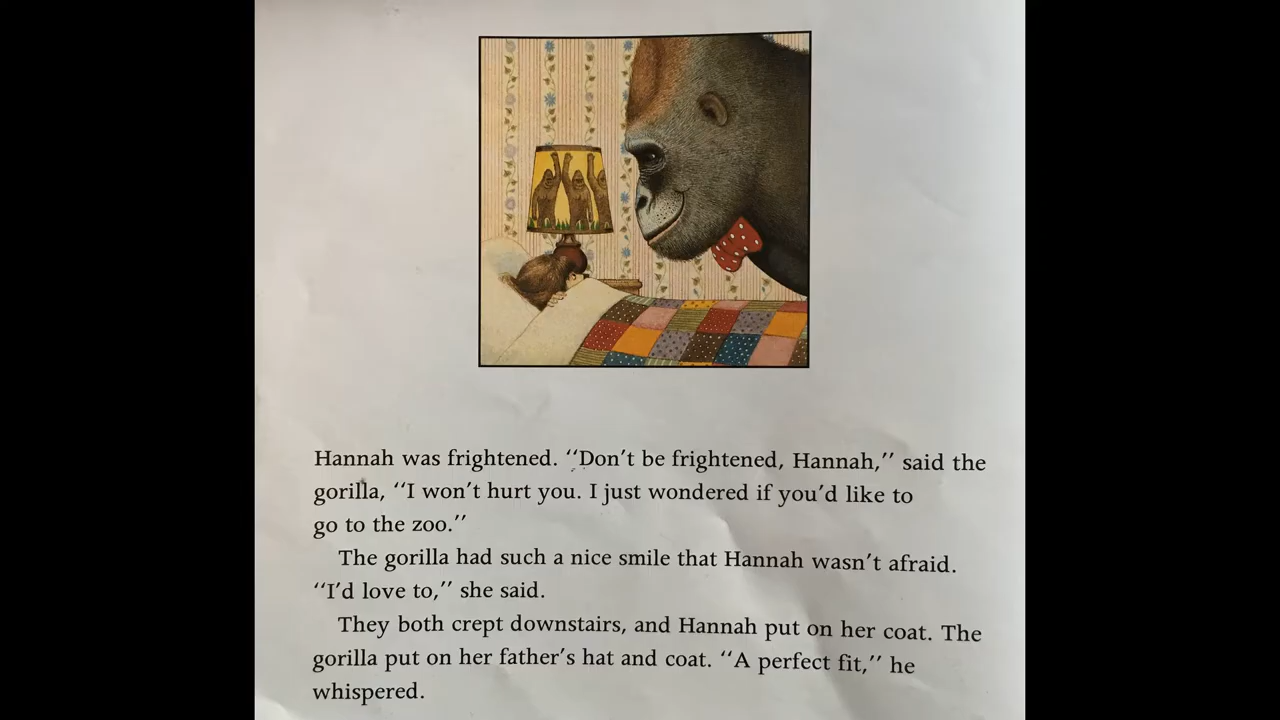 Hannah was frightened. “Don’t be frightened, Hannah,” said the
gorilla, “I won’t hurt you. I just wondered if you’d like to
go to the zoo.”
The gorilla had such a nice smile that Hannah wasn’t afraid.
“I’d love to,” she said.
They both crept downstairs, and Hannah put on her coat. The
gorilla put on her father’s hat and coat. “A perfect fit,” he
whispered.